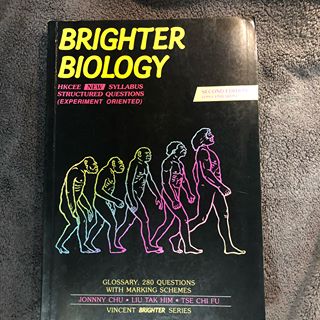 BRIGHTER
BIOLOGY
HKCEE NEW SYLLABUS
STRUCTURED QUESTIONS
(EXPERIMENT ORIENTED)
SECOND EDITION
GLOSSARY, 280 QUESTIONS
WITH MARKING SCHEMES
JONNNY CHU • LIU TAK HIM • TSE CHI FU
VINCENT BRIGHTER SERIES